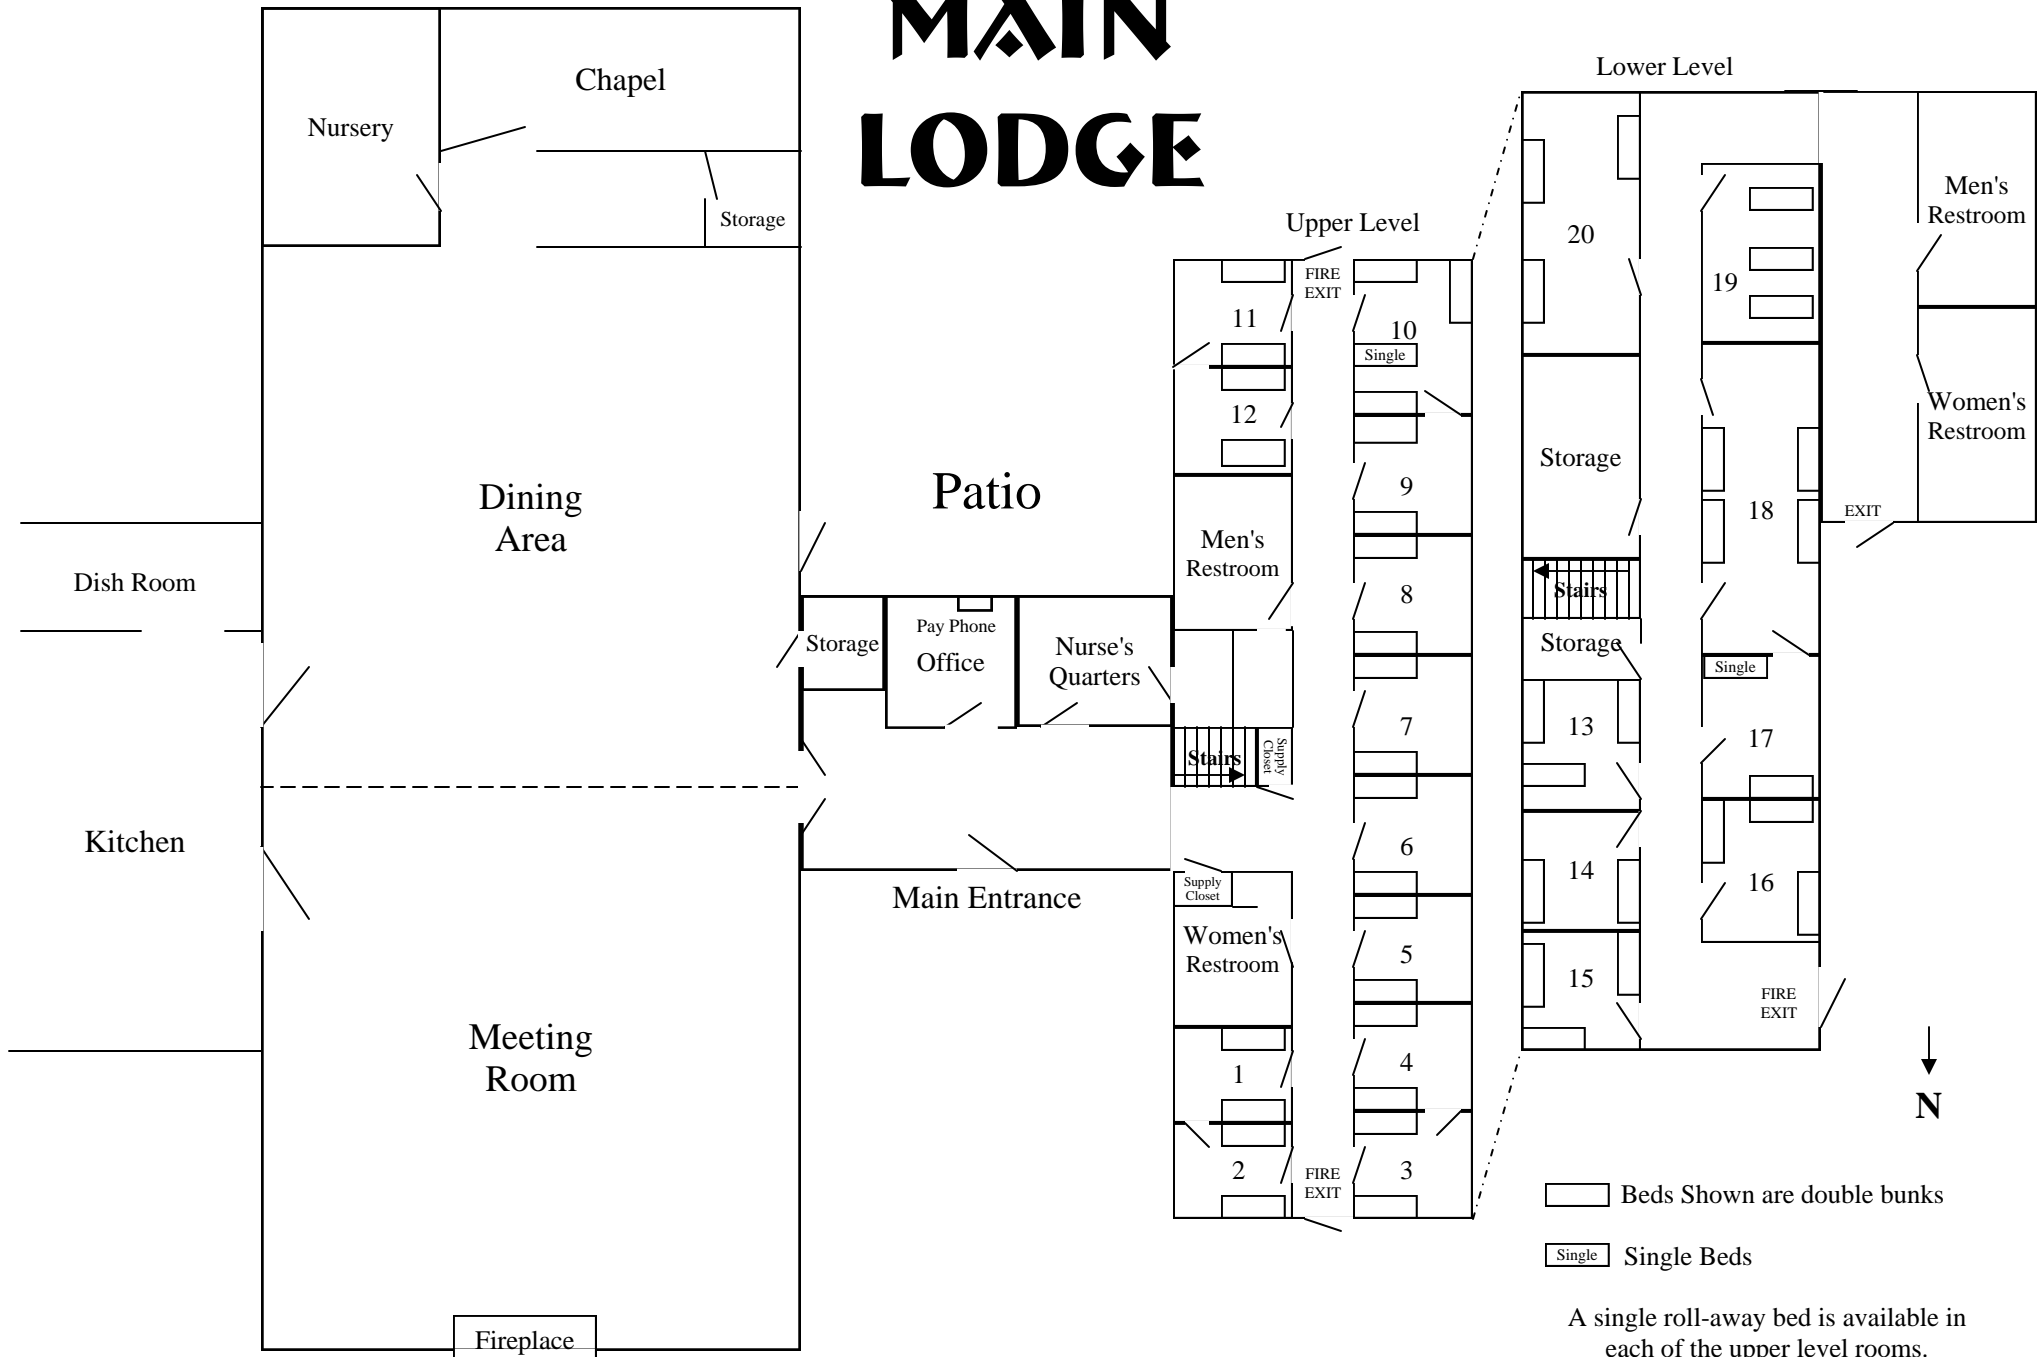 MAIN
LODGE
Chapel
Nursery
Storage
Dining
Area
Patio
Dish Room
Storage
Pay Phone
Office
Nurse's
Quarters
Kitchen
Main Entrance
Meeting
Room
Fireplace
Upper Level
FIRE
EXIT
11
10
Single
12
9
Men's
Restroom
8
7
Stairs
Supply
Closet
6
Supply
Closet
Women's
Restroom
5
1
4
2
FIRE
EXIT
3
Lower Level
Men's
Restroom
20
19
Women's
Restroom
Storage
18
EXIT
Stairs
Storage
Single
13
17
14
16
15
FIRE
EXIT
N
Beds Shown are double bunks
Single
Single Beds
A single roll-away bed is available in
each of the upper level rooms.